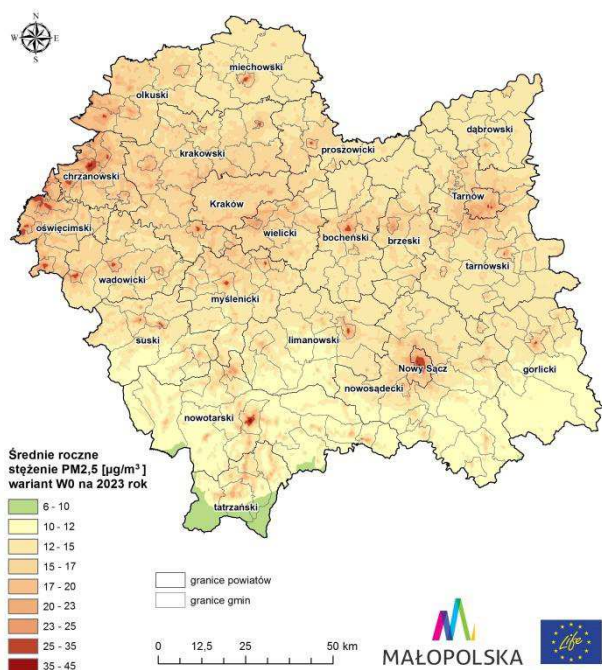 N
W E
S
miechowski
olkuski
dąbrowski
proszowicki
krakowski
chrzanowski
Tarnów
Kraków
oświęcimski
wielicki
bocheński
brzeski
tarnowski
wadowicki
myślenicki
suski
limanowski
Nowy Sącz
gorlicki
nowosądecki
nowotarski
tatrzański
Średnie roczne
stężenie PM2,5 [µg/m³]
wariant W0 na 2023 rok
6 - 10
10 - 12
12 - 15
15 - 17
17 - 20
20 - 23
23 - 25
25 - 35
35 - 45
granice powiatów
granice gmin
0 12,5 25 50 km
MAŁOPOLSKA
Life